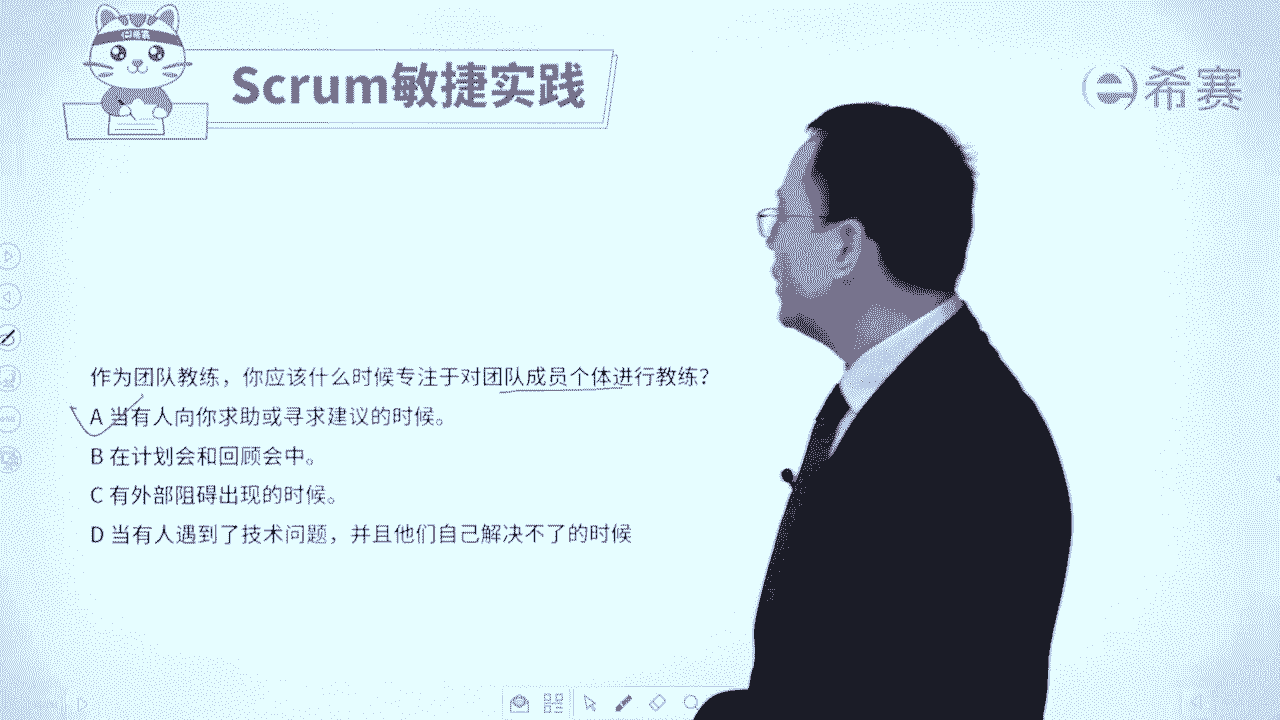 Scrum敏捷实践
希赛
作为团队教练，你应该什么时候专注于对团队成员个体进行教练？
A 当有人向你求助或寻求建议的时候。
B 在计划会和回顾会中。
C 有外部阻碍出现的时候。
D 当有人遇到了技术问题，并且他们自己解决不了的时候